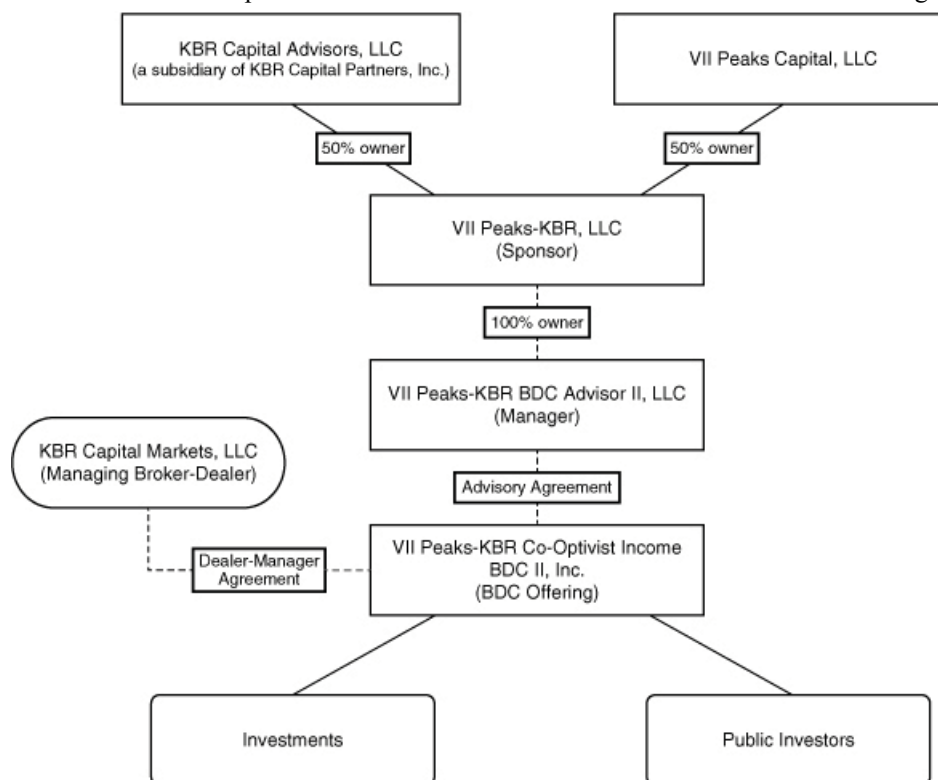 KBR Capital Advisors, LLC
(a subsidiary of KBR Capital Partners, Inc.)
VII Peaks Capital, LLC
50% owner
50% owner
VII Peaks-KBR, LLC
(Sponsor)
100% owner
VII Peaks-KBR BDC Advisor II, LLC
(Manager)
KBR Capital Markets, LLC
(Managing Broker-Dealer)
Advisory Agreement
VII Peaks-KBR Co-Optivist Income
BDC II, Inc.
(BDC Offering)
Dealer-Manager
Agreement
Investments
Public Investors